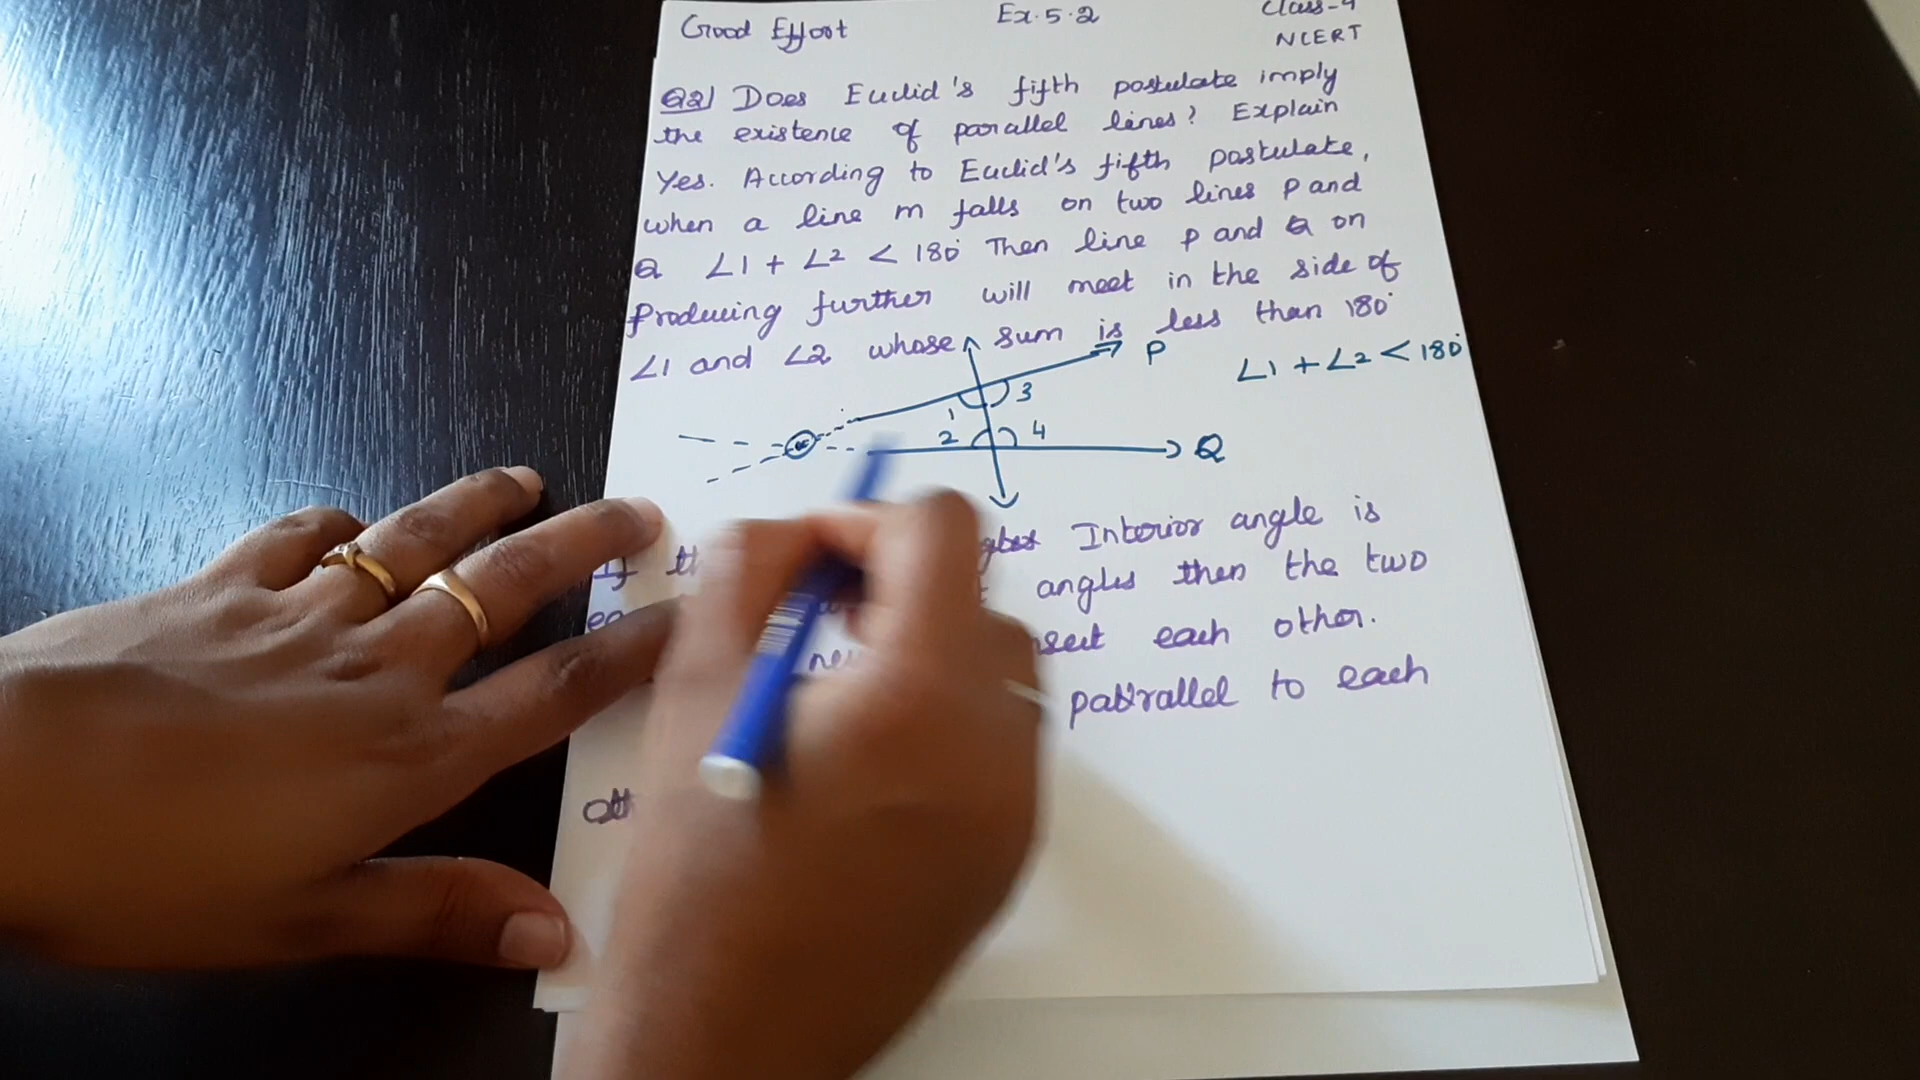 Good Effort Ex.5.2 Class-9
NCERT
Q2) Does Euclid's fifth postulate imply
the existence of parallel lines? Explain
Yes. According to Euclid's fifth postulate,
when a line m falls on two lines p and
Q ∠1 + ∠2 < 180° Then line p and Q on
Producing further will meet in the side of
∠1 and ∠2 whose sum is less than 180°
P
∠1 + ∠2 < 180°
1 3
2 4
Q
If Interior angle is
angles then the two
each other.
parallel to each